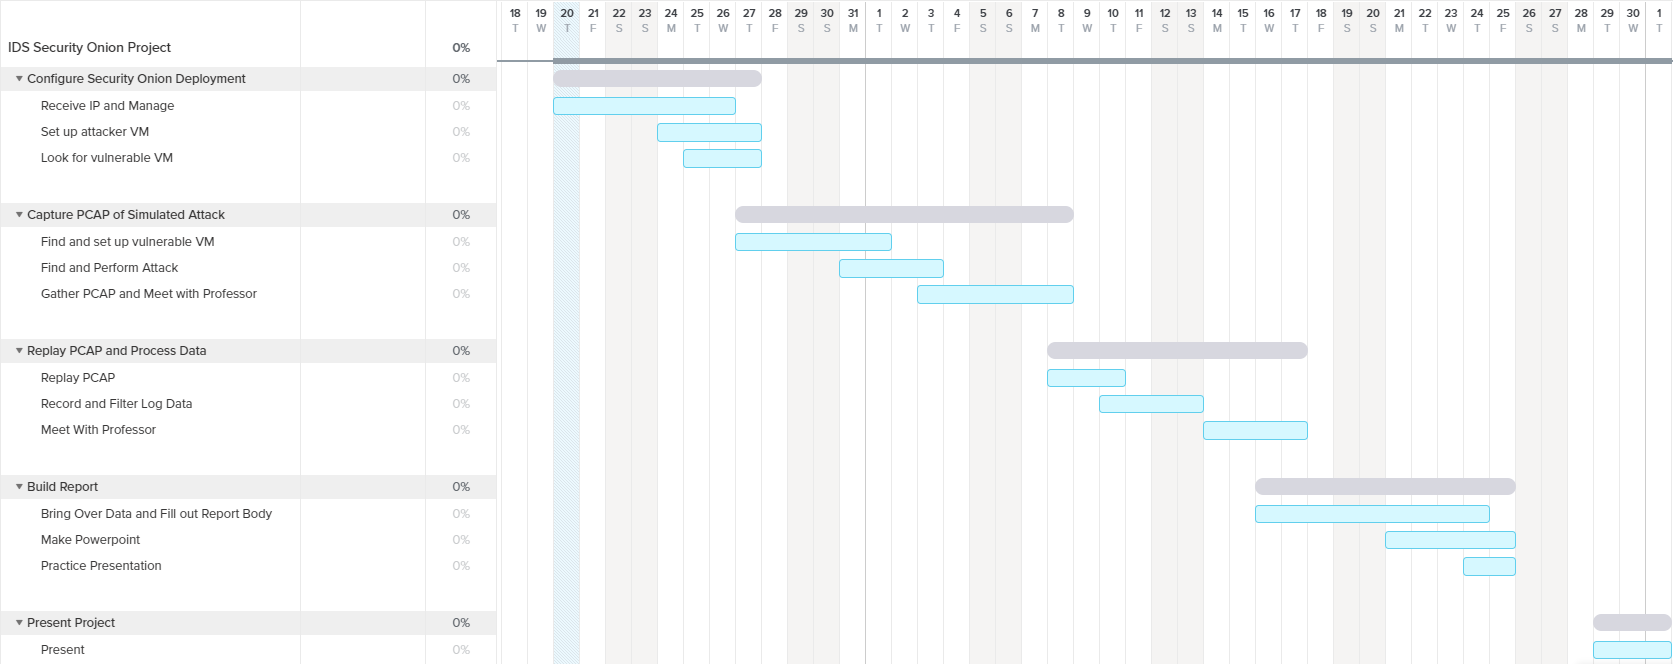 18 19 20 21 22 23 24 25 26 27 28 29 30 31 1 2 3 4 5 6 7 8 9 10 11 12 13 14 15 16 17 18 19 20 21 22 23 24 25 26 27 28 29 30 1
T W T F S S M T W T F S S M T W T F S S M T W T F S S M T W T F S S M T W T F S S M T W T
IDS Security Onion Project 0%
Configure Security Onion Deployment 0%
Receive IP and Manage 0%
Set up attacker VM 0%
Look for vulnerable VM 0%
Capture PCAP of Simulated Attack 0%
Find and set up vulnerable VM 0%
Find and Perform Attack 0%
Gather PCAP and Meet with Professor 0%
Replay PCAP and Process Data 0%
Replay PCAP 0%
Record and Filter Log Data 0%
Meet With Professor 0%
Build Report 0%
Bring Over Data and Fill out Report Body 0%
Make Powerpoint 0%
Practice Presentation 0%
Present Project 0%
Present 0%